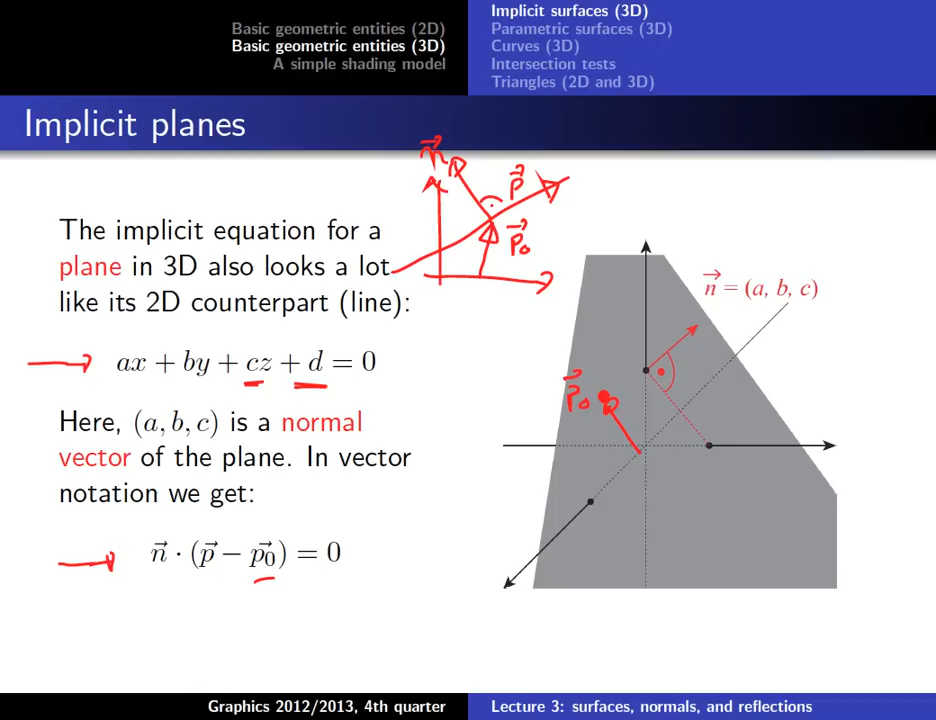 Basic geometric entities (2D)
Basic geometric entities (3D)
A simple shading model
Implicit surfaces (3D)
Parametric surfaces (3D)
Curves (3D)
Intersection tests
Triangles (2D and 3D)
Implicit planes
The implicit equation for a
plane in 3D also looks a lot
like its 2D counterpart (line):
ax + by + cz + d = 0
Here, (a, b, c) is a normal
vector of the plane. In vector
notation we get:
n⃗ · (p⃗ − p⃗₀) = 0
n⃗
p⃗
p⃗₀
n⃗ = (a, b, c)
p⃗₀
Graphics 2012/2013, 4th quarter
Lecture 3: surfaces, normals, and reflections